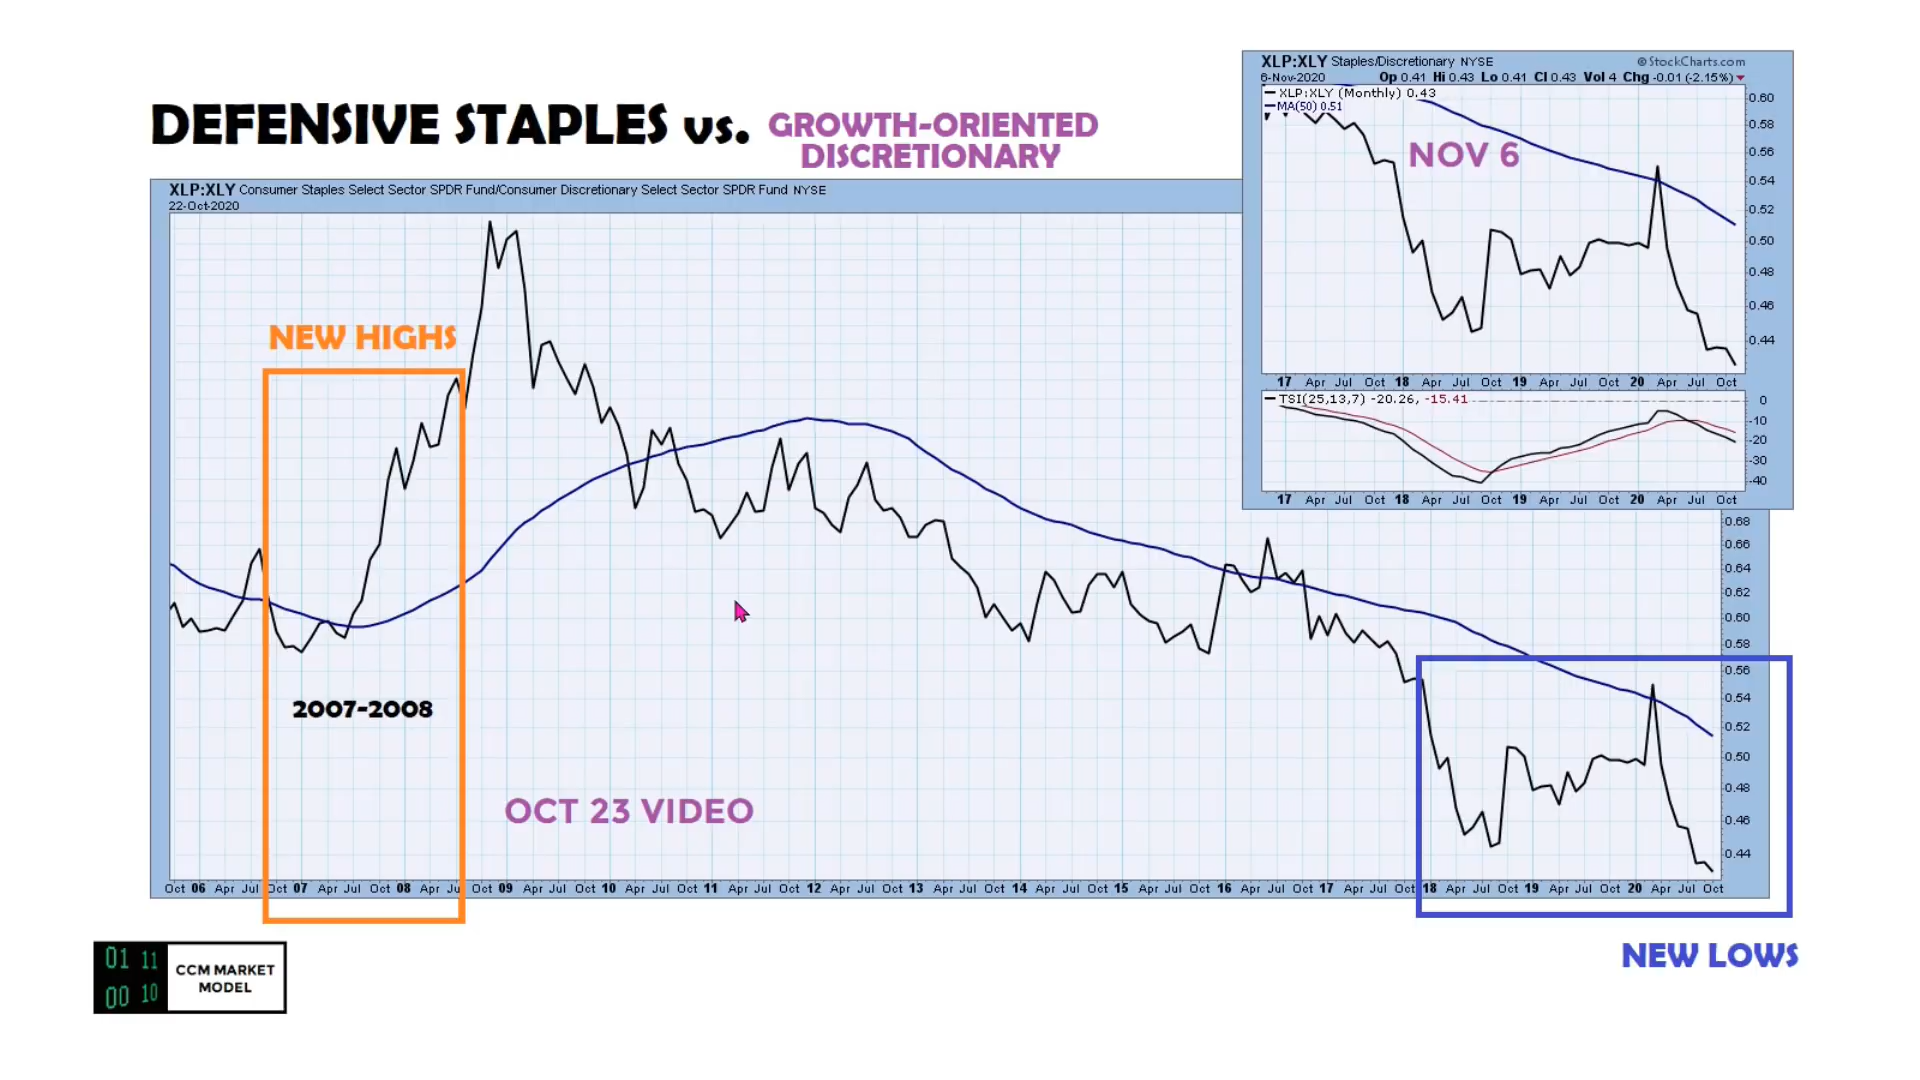 DEFENSIVE STAPLES vs. GROWTH-ORIENTED
DISCRETIONARY
XLP:XLY Consumer Staples Select Sector SPDR Fund/Consumer Discretionary Select Sector SPDR Fund NYSE
22-Oct-2020
NEW HIGHS
2007-2008
OCT 23 VIDEO
0.68
0.66
0.64
0.62
0.60
0.58
0.56
0.54
0.52
0.50
0.48
0.46
0.44
Oct 06 Apr Jul Oct 07 Apr Jul Oct 08 Apr Oct 09 Apr Jul Oct 10 Apr Jul Oct 11 Apr Jul Oct 12 Apr Jul Oct 13 Apr Jul Oct 14 Apr Jul Oct 15 Apr Jul Oct 16 Apr Jul Oct 17 Apr Jul Oct 18 Apr Jul Oct 19 Apr Jul Oct 20 Apr Jul Oct
XLP:XLY Staples/Discretionary NYSE © StockCharts.com
6-Nov-2020 Op 0.41 Hi 0.43 Lo 0.41 Cl 0.43 Vol 4 Chg -0.01 (-2.15%)
XLP:XLY (Monthly) 0.43
MA(50) 0.51
NOV 6
0.60
0.58
0.56
0.54
0.52
0.50
0.48
0.46
0.44
17 Apr Jul Oct 18 Apr Jul Oct 19 Apr Jul Oct 20 Apr Jul Oct
TSI(25,13,7) -20.26, -15.41
0
-10
-20
-30
-40
17 Apr Jul Oct 18 Apr Jul Oct 19 Apr Jul Oct 20 Apr Jul Oct
NEW LOWS
01 11
00 10
CCM MARKET
MODEL